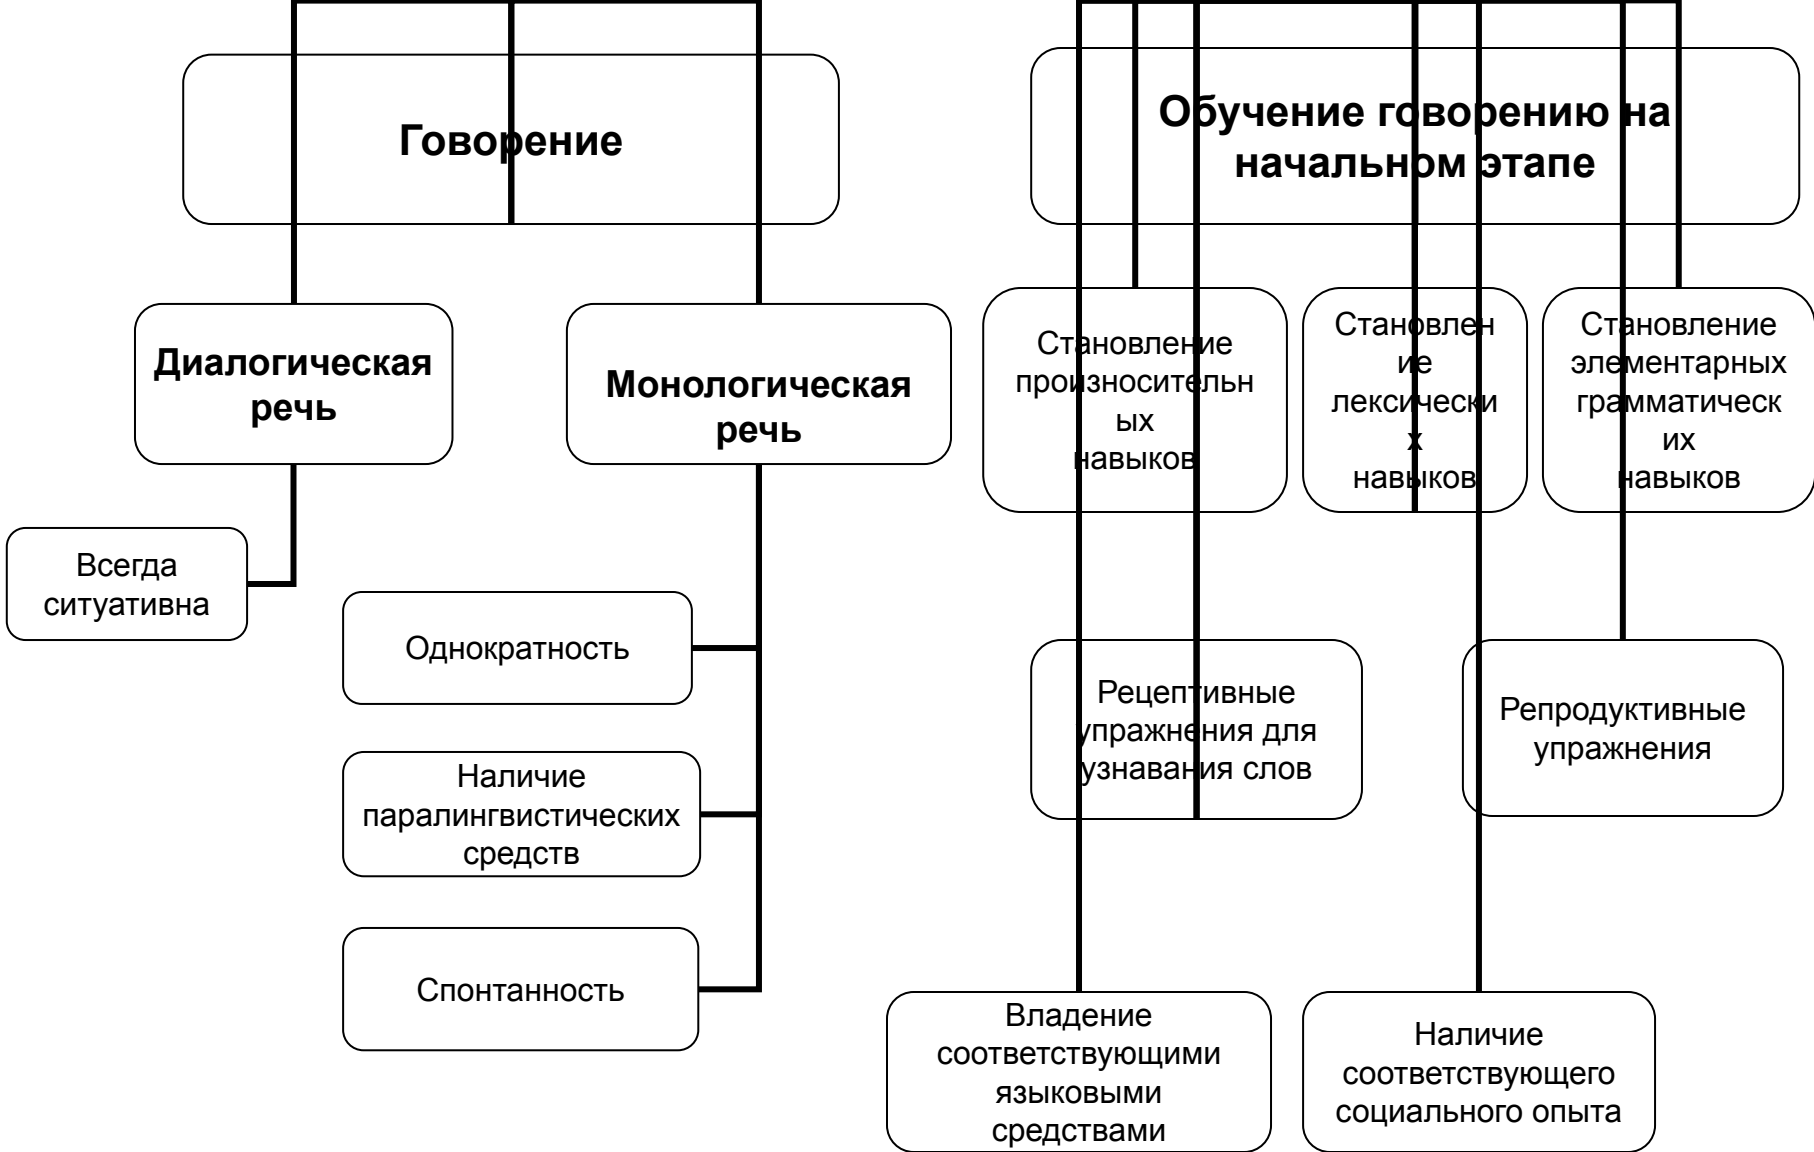 Говорение
Диалогическая
речь
Монологическая
речь
Всегда
ситуативна
Однократность
Наличие
паралингвистических
средств
Спонтанность
Обучение говорению на
начальном этапе
Становление
произносительн
ых
навыков
Становлен
ие
лексически
х
навыков
Становление
элементарных
грамматическ
их
навыков
Рецептивные
упражнения для
узнавания слов
Репродуктивные
упражнения
Владение
соответствующими
языковыми
средствами
Наличие
соответствующего
социального опыта